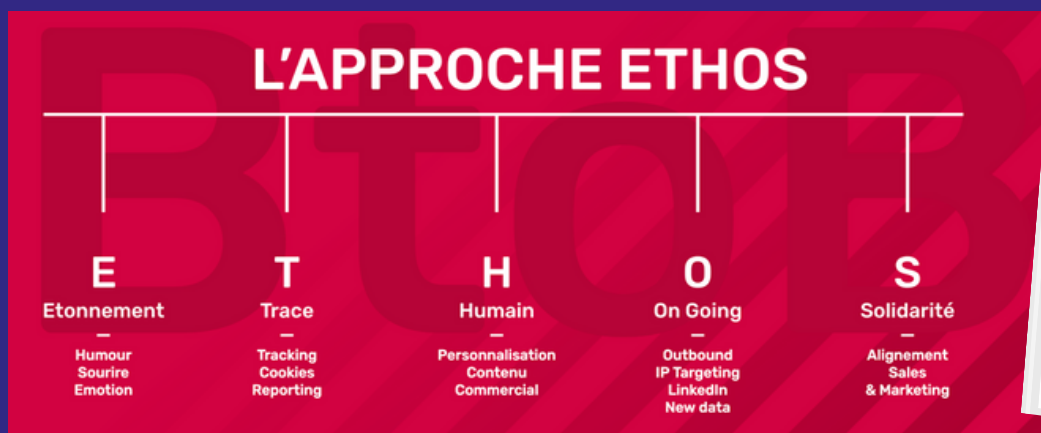 BtoB
L'APPROCHE ETHOS
E
Etonnement
Humour
Sourire
Emotion
T
Trace
Tracking
Cookies
Reporting
H
Humain
Personnalisation
Contenu
Commercial
O
On Going
Outbound
IP Targeting
LinkedIn
New data
S
Solidarité
Alignement
Sales
& Marketing